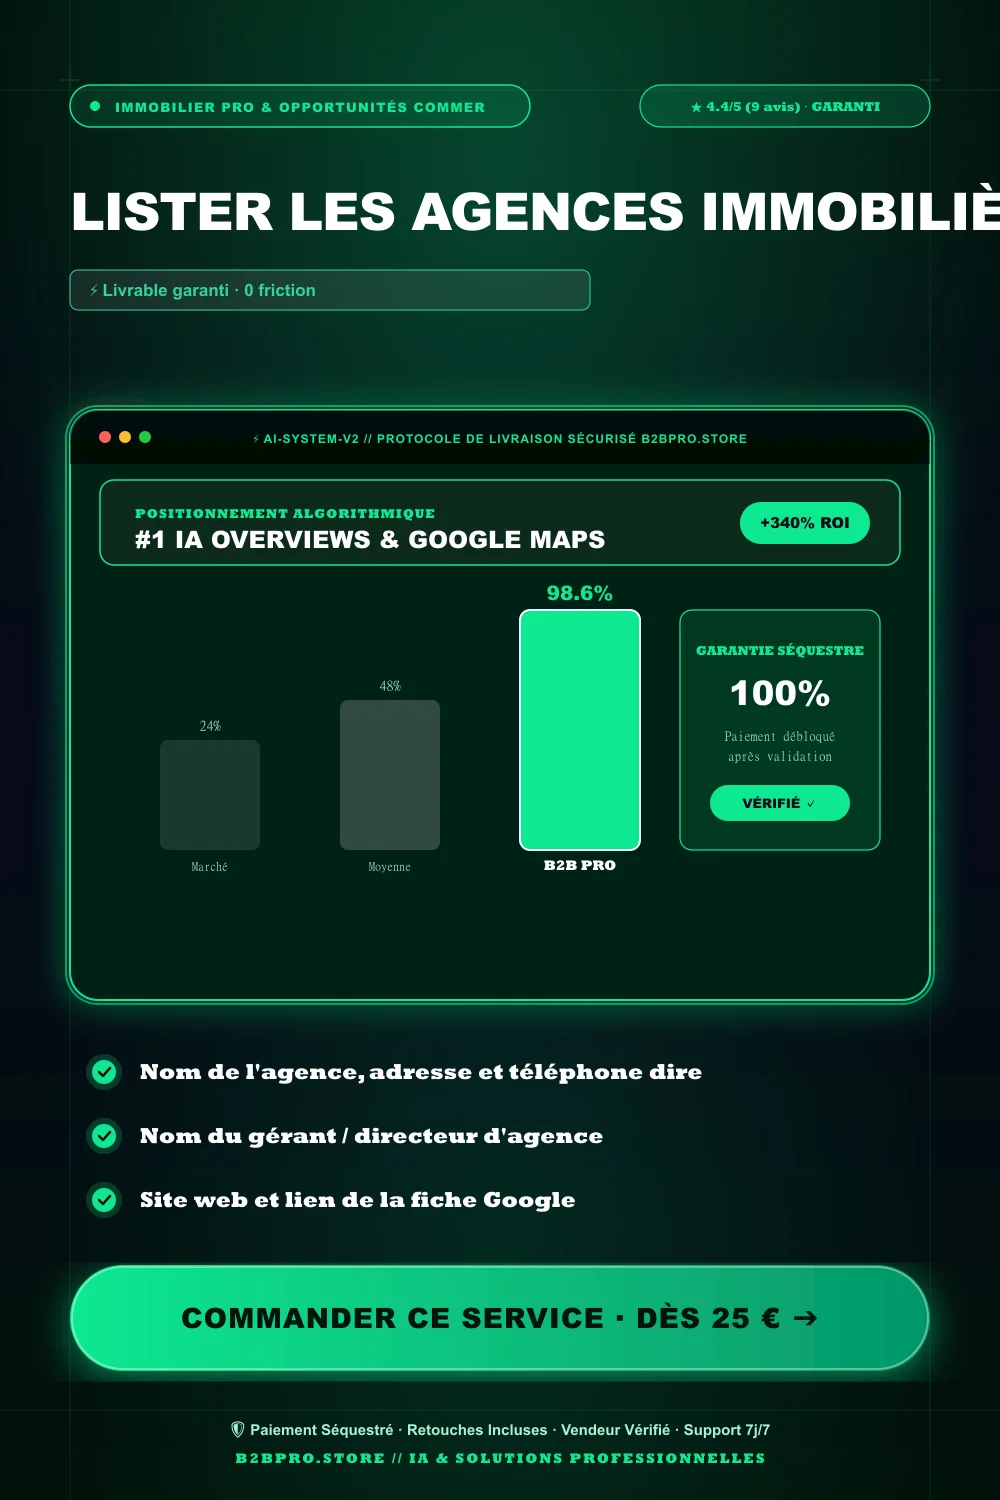 IMMOBILIER PRO & OPPORTUNITÉS COMMER
★ 4.4/5 (9 avis) · GARANTI
LISTER LES AGENCES IMMOBILIÈ
⚡ Livrable garanti · 0 friction
⚡ AI-SYSTEM-V2 // PROTOCOLE DE LIVRAISON SÉCURISÉ B2BPRO.STORE
POSITIONNEMENT ALGORITHMIQUE
#1 IA OVERVIEWS & GOOGLE MAPS
+340% ROI
98.6%
48%
24%
Marché
Moyenne
B2B PRO
GARANTIE SÉQUESTRE
100%
Paiement débloqué
après validation
VÉRIFIÉ ✓
Nom de l'agence, adresse et téléphone dire
Nom du gérant / directeur d'agence
Site web et lien de la fiche Google
COMMANDER CE SERVICE · DÈS 25 € ➔
🛡 Paiement Séquestré · Retouches Incluses · Vendeur Vérifié · Support 7j/7
B2BPRO.STORE // IA & SOLUTIONS PROFESSIONNELLES